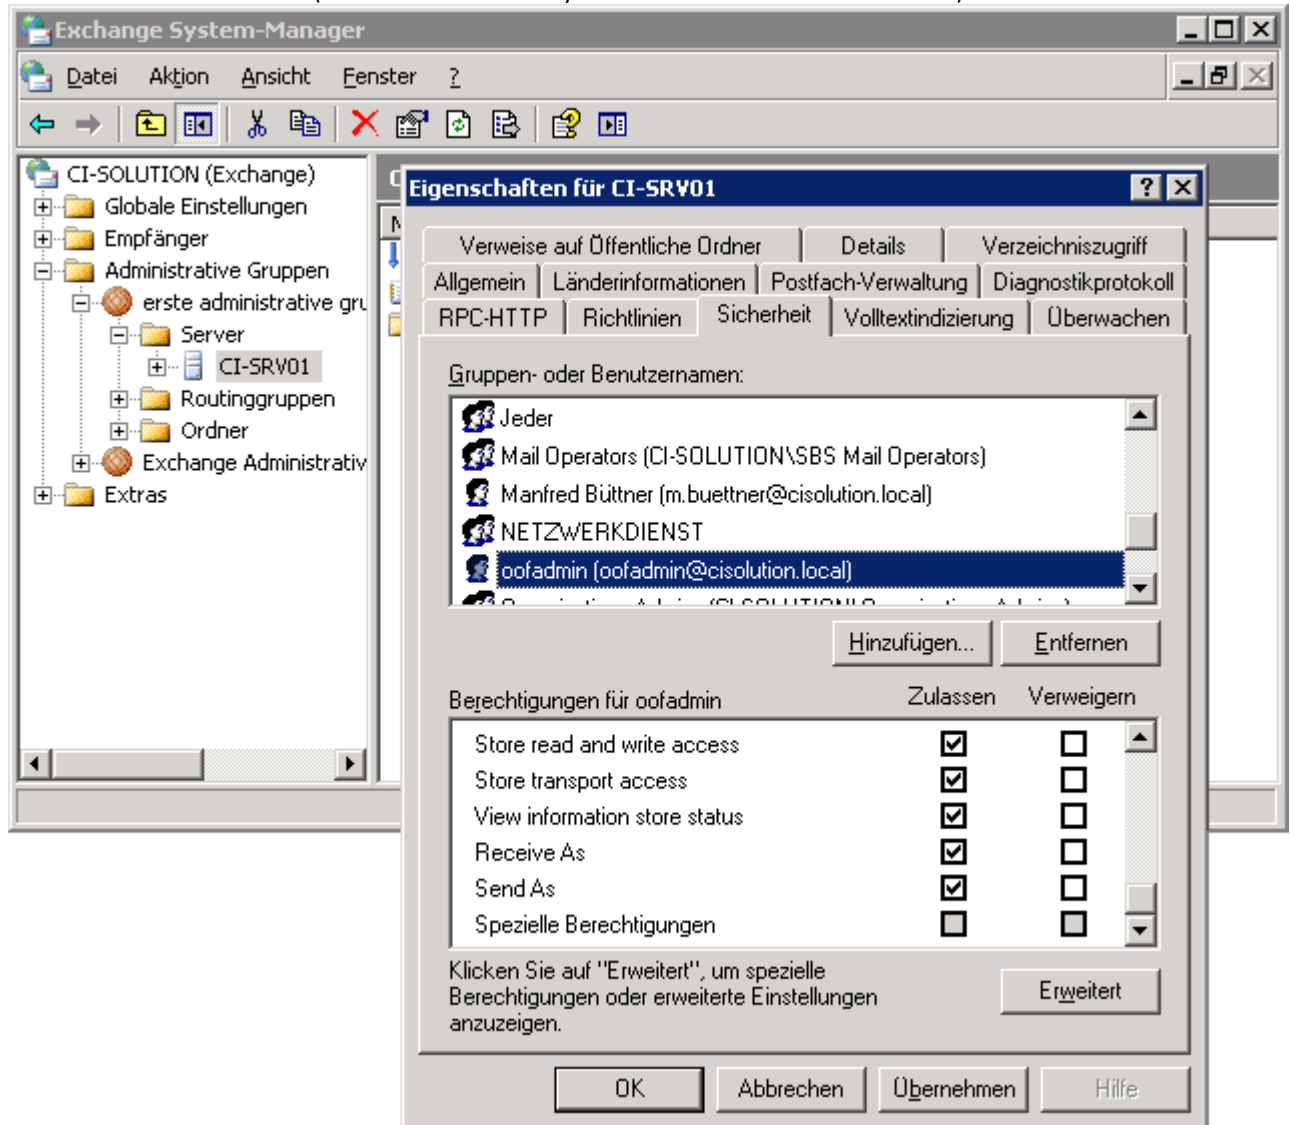 Exchange System-Manager
Datei Aktion Ansicht Fenster ?
CI-SOLUTION (Exchange)
Globale Einstellungen
Empfänger
Administrative Gruppen
erste administrative gru
Server
CI-SRV01
Routinggruppen
Ordner
Exchange Administrativ
Extras
Eigenschaften für CI-SRV01
Verweise auf Öffentliche Ordner Details Verzeichniszugriff
Allgemein Länderinformationen Postfach-Verwaltung Diagnostikprotokoll
RPC-HTTP Richtlinien Sicherheit Volltextindizierung Überwachen
Gruppen- oder Benutzernamen:
Jeder
Mail Operators (CI-SOLUTION\SBS Mail Operators)
Manfred Büttner (m.buettner@cisolution.local)
NETZWERKDIENST
oofadmin (oofadmin@cisolution.local)
Hinzufügen... Entfernen
Berechtigungen für oofadmin Zulassen Verweigern
Store read and write access
Store transport access
View information store status
Receive As
Send As
Spezielle Berechtigungen
Klicken Sie auf "Erweitert", um spezielle
Berechtigungen oder erweiterte Einstellungen
anzuzeigen.
Erweitert
OK Abbrechen Übernehmen Hilfe